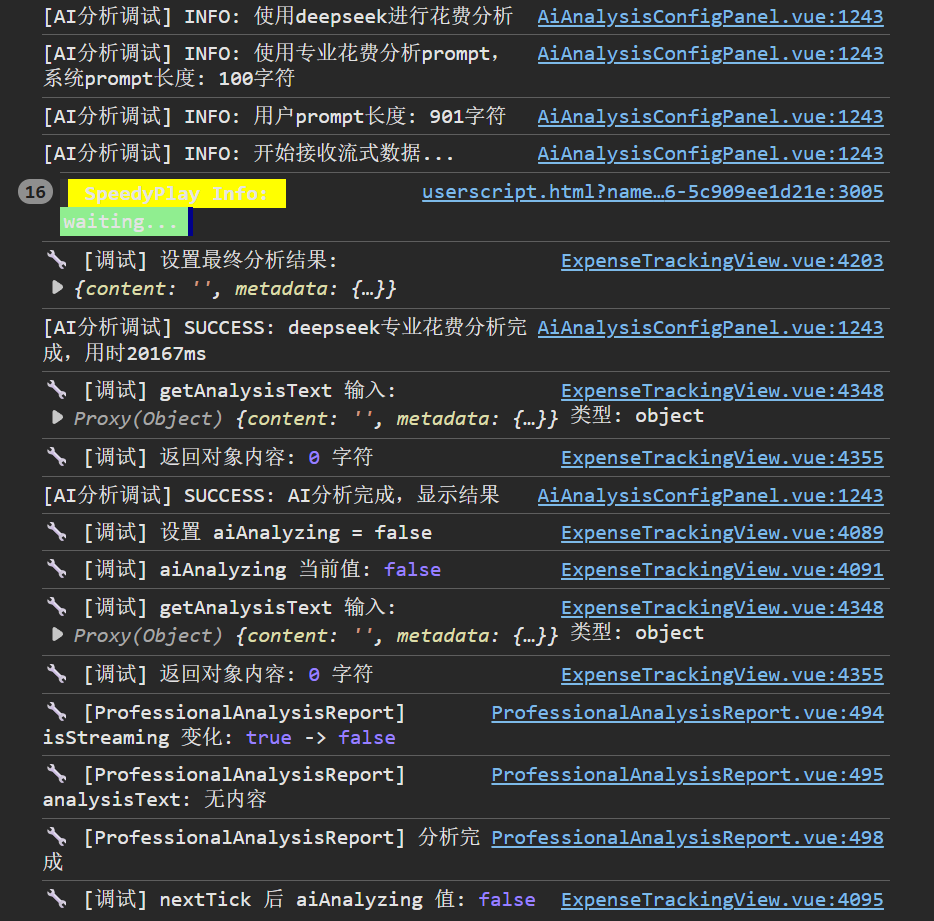 [AI分析调试] INFO: 使用deepseek进行花费分析 AiAnalysisConfigPanel.vue:1243
[AI分析调试] INFO: 使用专业花费分析prompt, AiAnalysisConfigPanel.vue:1243
系统prompt长度: 100字符
[AI分析调试] INFO: 用户prompt长度: 901字符 AiAnalysisConfigPanel.vue:1243
[AI分析调试] INFO: 开始接收流式数据... AiAnalysisConfigPanel.vue:1243
16 SpeedyPlay Info: userscript.html?name…6-5c909ee1d21e:3005
waiting...
🔧 [调试] 设置最终分析结果: ExpenseTrackingView.vue:4203
▶ {content: '', metadata: {…}}
[AI分析调试] SUCCESS: deepseek专业花费分析完 AiAnalysisConfigPanel.vue:1243
成，用时20167ms
🔧 [调试] getAnalysisText 输入: ExpenseTrackingView.vue:4348
▶ Proxy(Object) {content: '', metadata: {…}} 类型: object
🔧 [调试] 返回对象内容: 0 字符 ExpenseTrackingView.vue:4355
[AI分析调试] SUCCESS: AI分析完成，显示结果 AiAnalysisConfigPanel.vue:1243
🔧 [调试] 设置 aiAnalyzing = false ExpenseTrackingView.vue:4089
🔧 [调试] aiAnalyzing 当前值: false ExpenseTrackingView.vue:4091
🔧 [调试] getAnalysisText 输入: ExpenseTrackingView.vue:4348
▶ Proxy(Object) {content: '', metadata: {…}} 类型: object
🔧 [调试] 返回对象内容: 0 字符 ExpenseTrackingView.vue:4355
🔧 [ProfessionalAnalysisReport] ProfessionalAnalysisReport.vue:494
isStreaming 变化: true -> false
🔧 [ProfessionalAnalysisReport] ProfessionalAnalysisReport.vue:495
analysisText: 无内容
🔧 [ProfessionalAnalysisReport] 分析完 ProfessionalAnalysisReport.vue:498
成
🔧 [调试] nextTick 后 aiAnalyzing 值: false ExpenseTrackingView.vue:4095